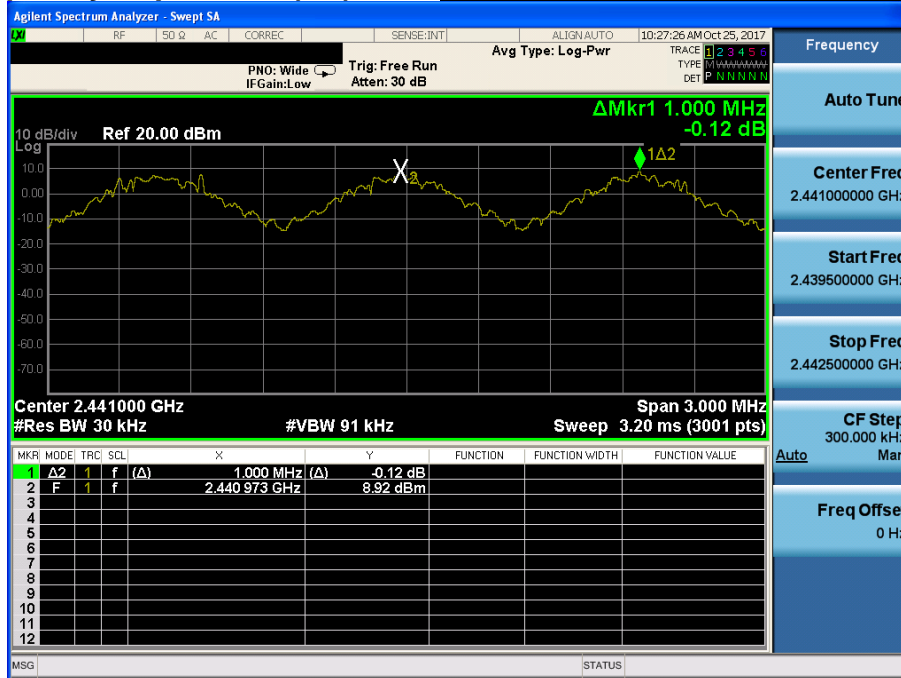 Agilent Spectrum Analyzer - Swept SA
LXI RF 50 Ω AC CORREC SENSE:INT ALIGN AUTO 10:27:26 AM Oct 25, 2017
Avg Type: Log-Pwr TRACE 1 2 3 4 5 6
PNO: Wide Trig: Free Run TYPE M WWWWW
IFGain:Low Atten: 30 dB DET P N N N N N
ΔMkr1 1.000 MHz
-0.12 dB
10 dB/div Ref 20.00 dBm
Log
1Δ2
10.0
X2
0.00
-10.0
-20.0
-30.0
-40.0
-50.0
-60.0
-70.0
Center 2.441000 GHz Span 3.000 MHz
#Res BW 30 kHz #VBW 91 kHz Sweep 3.20 ms (3001 pts)
MKR MODE TRC SCL X Y FUNCTION FUNCTION WIDTH FUNCTION VALUE
1 Δ2 1 f (Δ) 1.000 MHz (Δ) -0.12 dB
2 F 1 f 2.440 973 GHz 8.92 dBm
3
4
5
6
7
8
9
10
11
12
MSG STATUS
Frequency
Auto Tune
Center Freq
2.441000000 GHz
Start Freq
2.439500000 GHz
Stop Freq
2.442500000 GHz
CF Step
300.000 kHz
Auto Man
Freq Offse
0 Hz